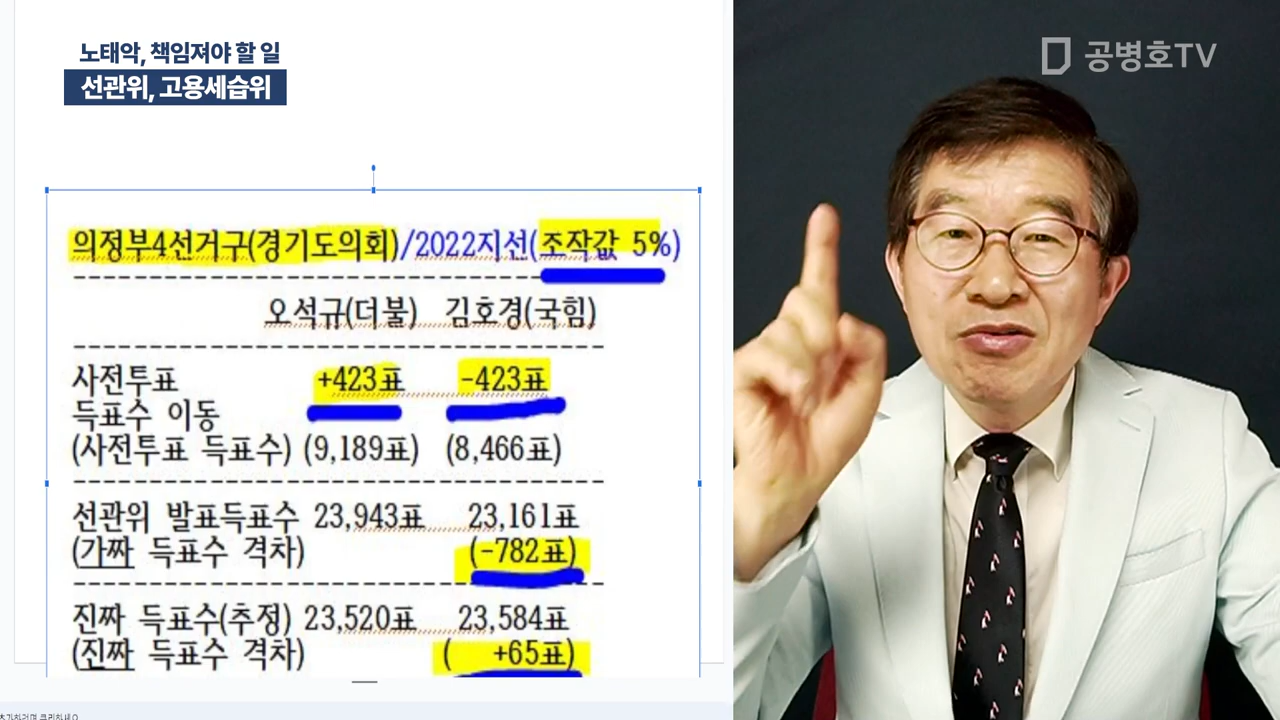 노태악, 책임져야 할 일
선관위, 고용세습위
공병호TV
의정부4선거구(경기도의회)/2022지선(조작값 5%)
오석규(더불) 김호경(국힘)
사전투표 +423표 -423표
득표수 이동
(사전투표 득표수) (9,189표) (8,466표)
선관위 발표득표수 23,943표 23,161표
(가짜 득표수 격차) (-782표)
진짜 득표수(추정) 23,520표 23,584표
(진짜 득표수 격차) ( +65표)